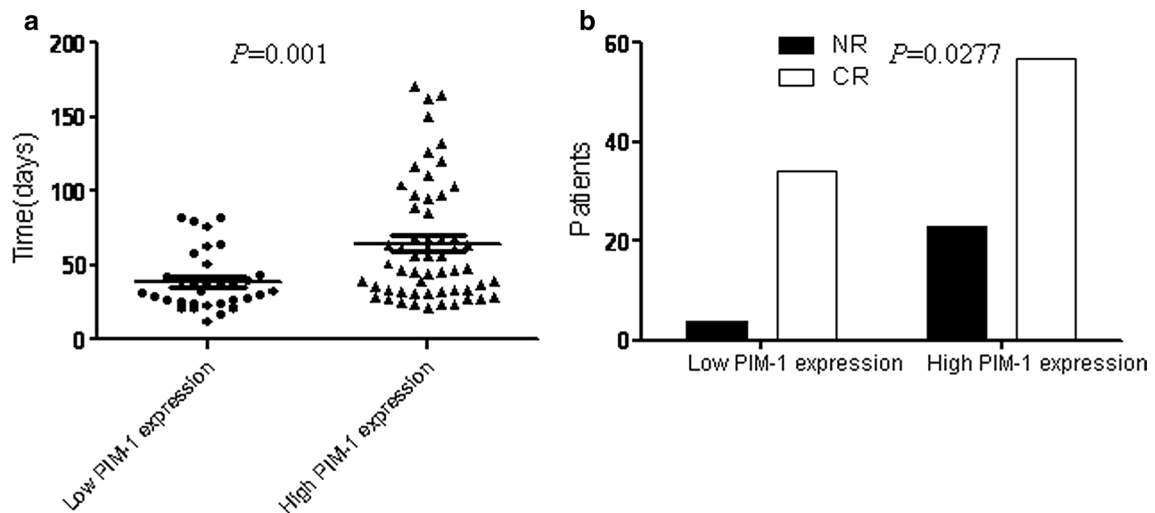 a
P=0.001
Time(days)
200
150
100
50
0
Low PIM-1 expression
High PIM-1 expression
b
NR
CR
P=0.0277
Patients
60
40
20
0
Low PIM-1 expression
High PIM-1 expression